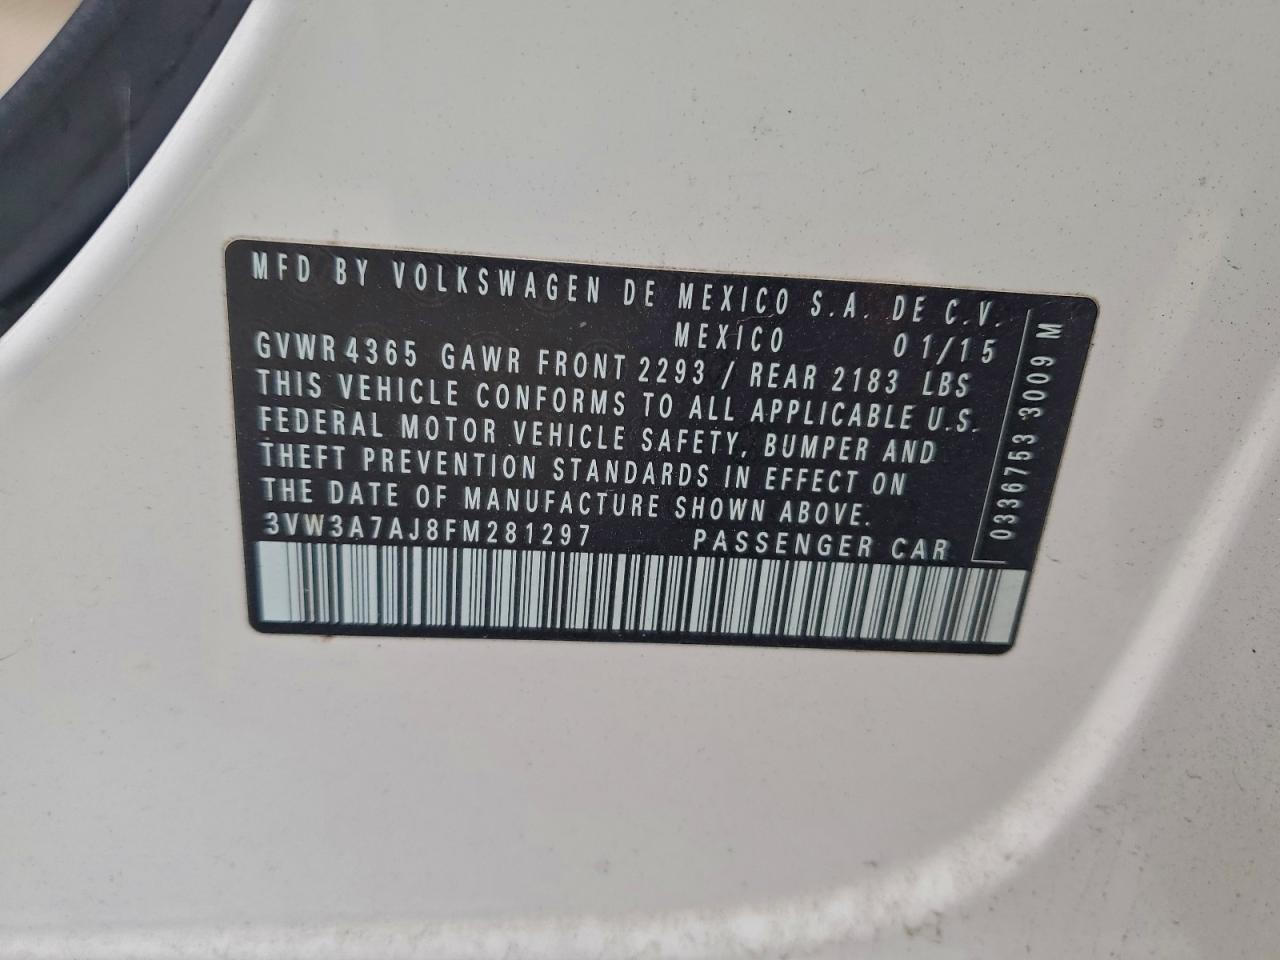 MFD BY VOLKSWAGEN DE MEXICO S.A. DE C.V.
MEXICO 01/15
GVWR 4365 GAWR FRONT 2293 / REAR 2183 LBS
THIS VEHICLE CONFORMS TO ALL APPLICABLE U.S.
FEDERAL MOTOR VEHICLE SAFETY, BUMPER AND
THEFT PREVENTION STANDARDS IN EFFECT ON
THE DATE OF MANUFACTURE SHOWN ABOVE.
3VW3A7AJ8FM281297 PASSENGER CAR
0336753 3009 M